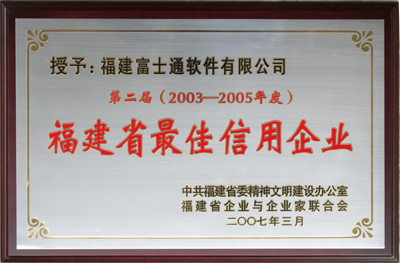 授予：福建富士通软件有限公司
第二届（2003—2005年度）
福建省最佳信用企业
中共福建省委精神文明建设办公室
福建省企业与企业家联合会
二〇〇七年三月